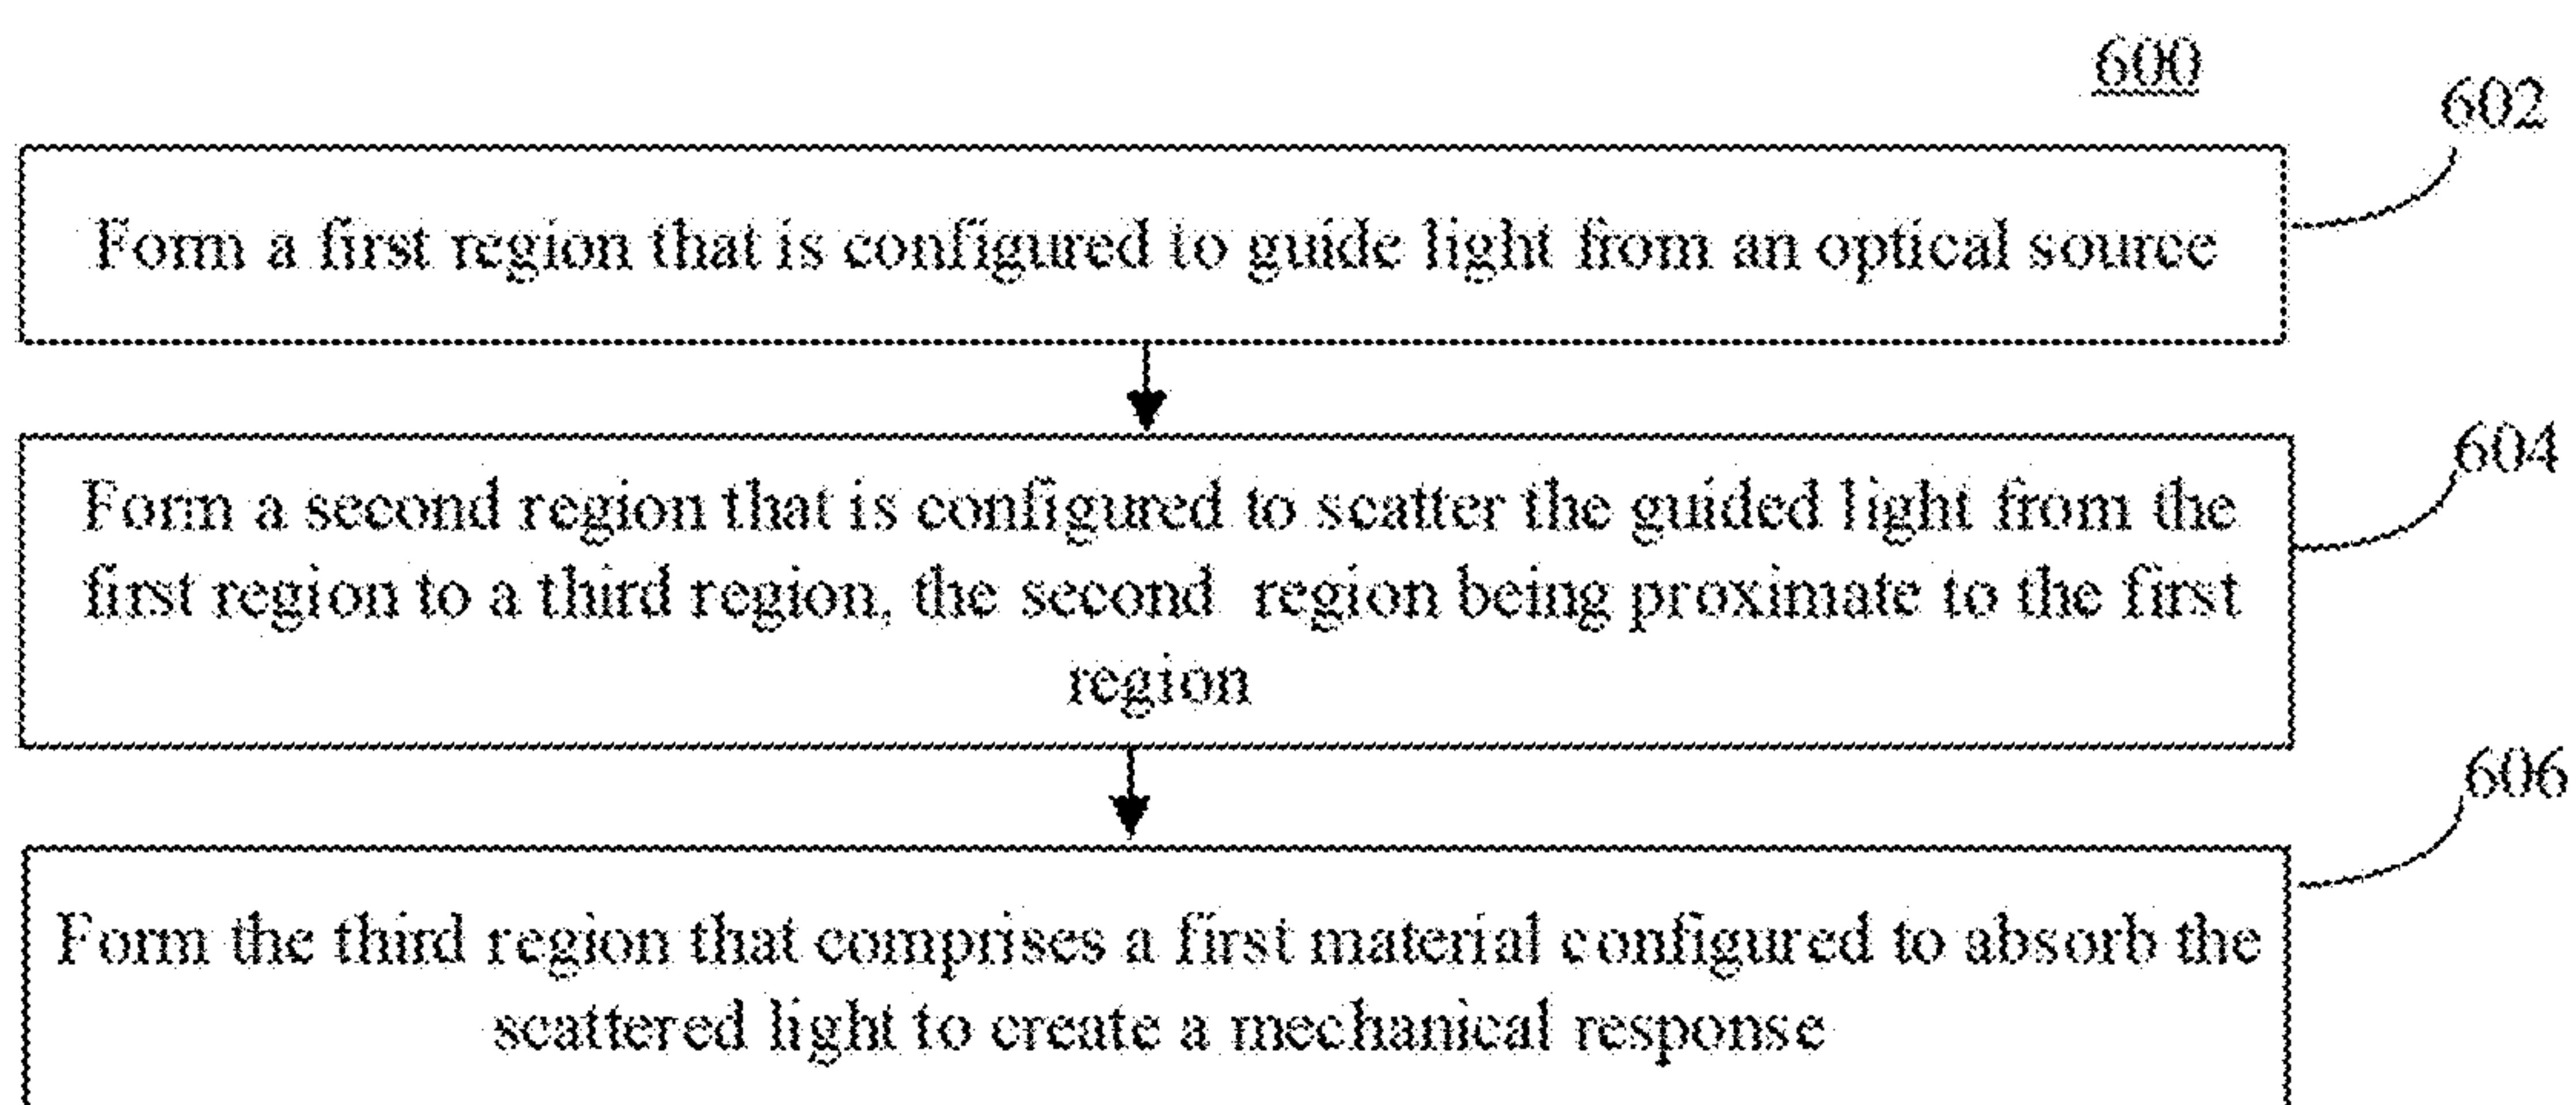 600
602
Form a first region that is configured to guide light from an optical source
604
Form a second region that is configured to scatter the guided light from the
first region to a third region, the second region being proximate to the first
region
606
Form the third region that comprises a first material configured to absorb the
scattered light to create a mechanical response